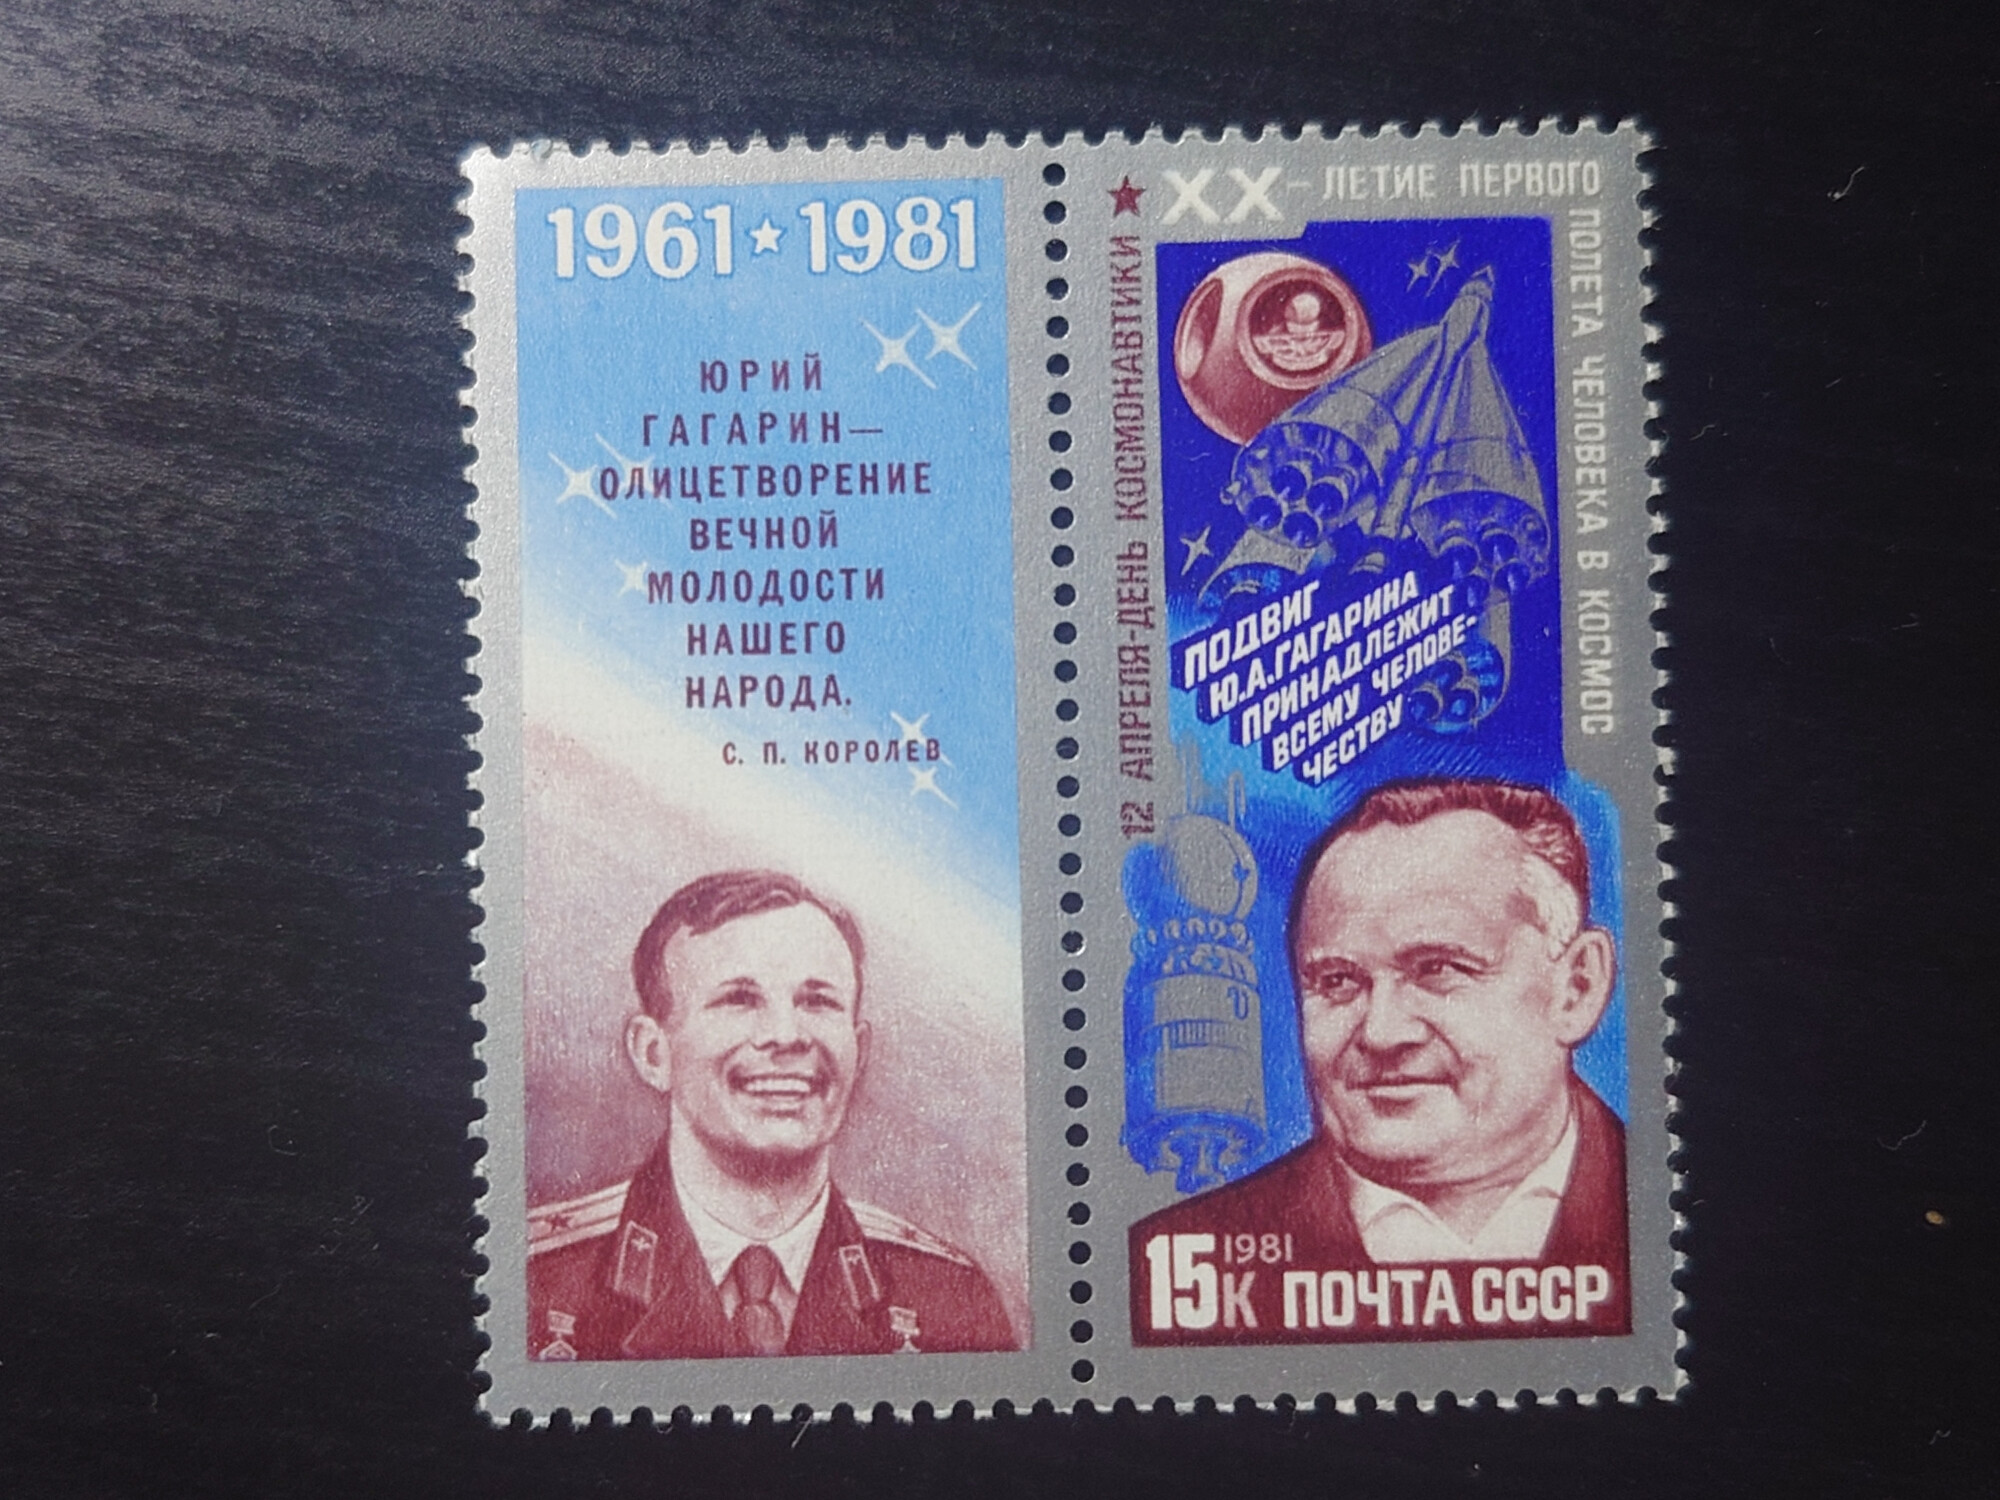 1961 ★ 1981
ЮРИЙ
ГАГАРИН—
ОЛИЦЕТВОРЕНИЕ
ВЕЧНОЙ
МОЛОДОСТИ
НАШЕГО
НАРОДА.
С. П. КОРОЛЕВ
12 АПРЕЛЯ-ДЕНЬ КОСМОНАВТИКИ ★
XX-ЛЕТИЕ ПЕРВОГО
ПОЛЕТА ЧЕЛОВЕКА В КОСМОС
ПОДВИГ
Ю.А.ГАГАРИНА
ПРИНАДЛЕЖИТ
ВСЕМУ ЧЕЛОВЕ-
ЧЕСТВУ
1981
15К ПОЧТА СССР